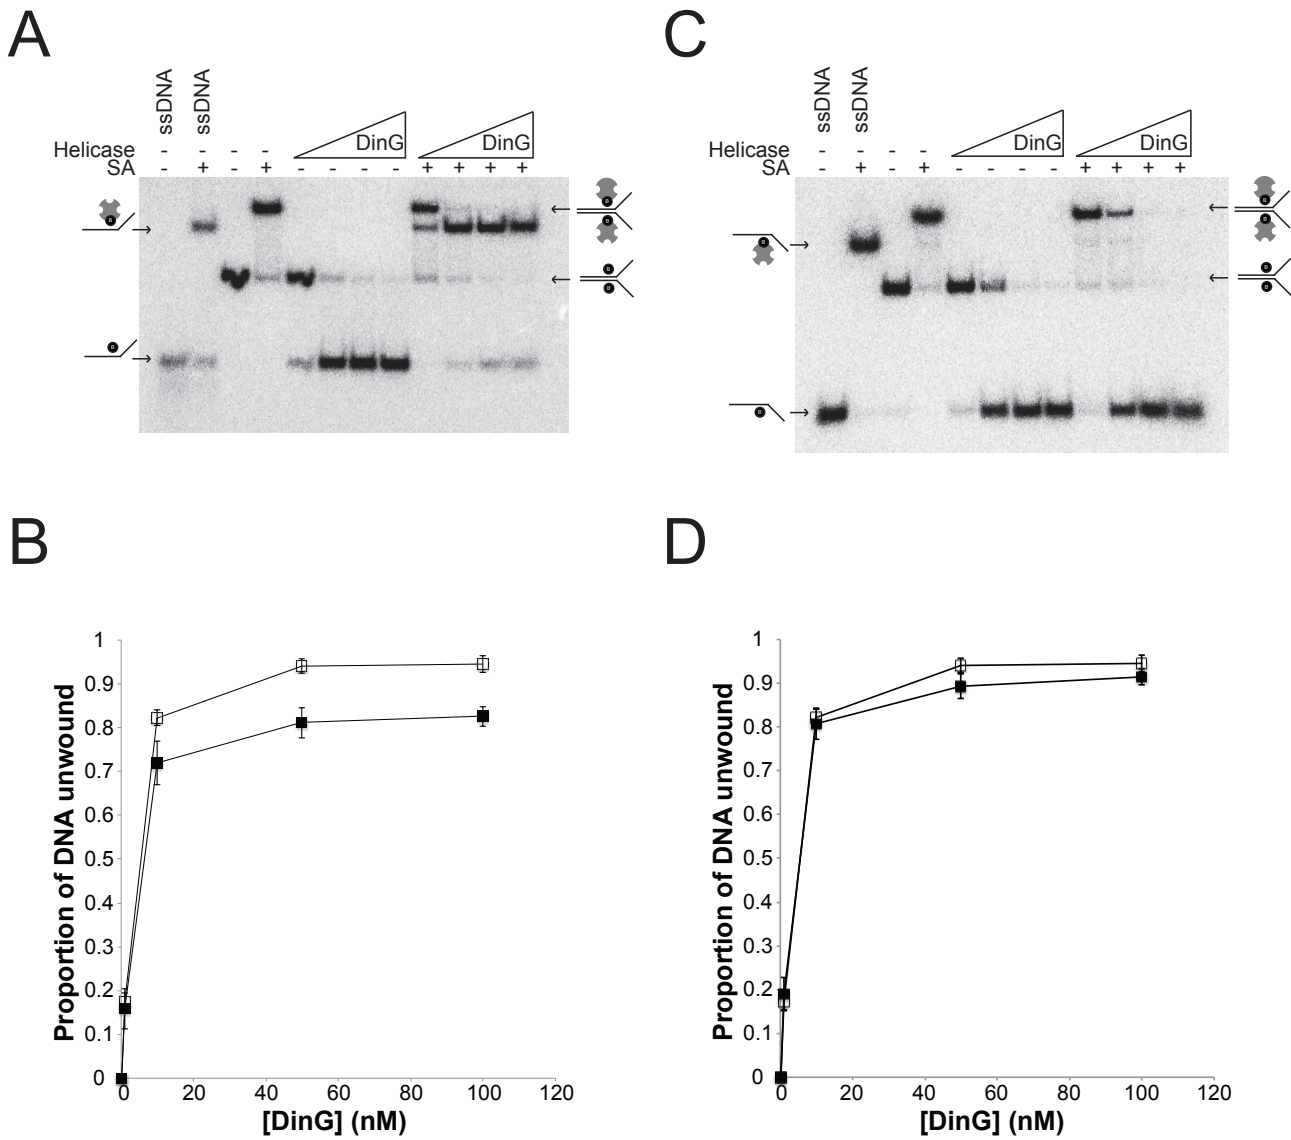 A
ssDNA
ssDNA
DinG
DinG
Helicase - - - -
SA - + - + - - - - + + + +
C
ssDNA
ssDNA
DinG
DinG
Helicase - - - -
SA - + - + - - - - + + + +
B
Proportion of DNA unwound
1
0.9
0.8
0.7
0.6
0.5
0.4
0.3
0.2
0.1
0
0 20 40 60 80 100 120
[DinG] (nM)
D
Proportion of DNA unwound
1
0.9
0.8
0.7
0.6
0.5
0.4
0.3
0.2
0.1
0
0 20 40 60 80 100 120
[DinG] (nM)